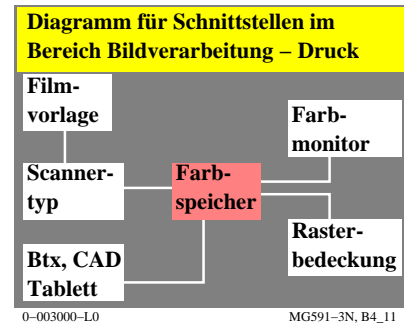 Diagramm für Schnittstellen im
Bereich Bildverarbeitung – Druck
Film-
vorlage
Farb-
monitor
Scanner-
typ
Farb-
speicher
Raster-
bedeckung
Btx, CAD
Tablett
0–003000–L0
MG591–3N, B4_11